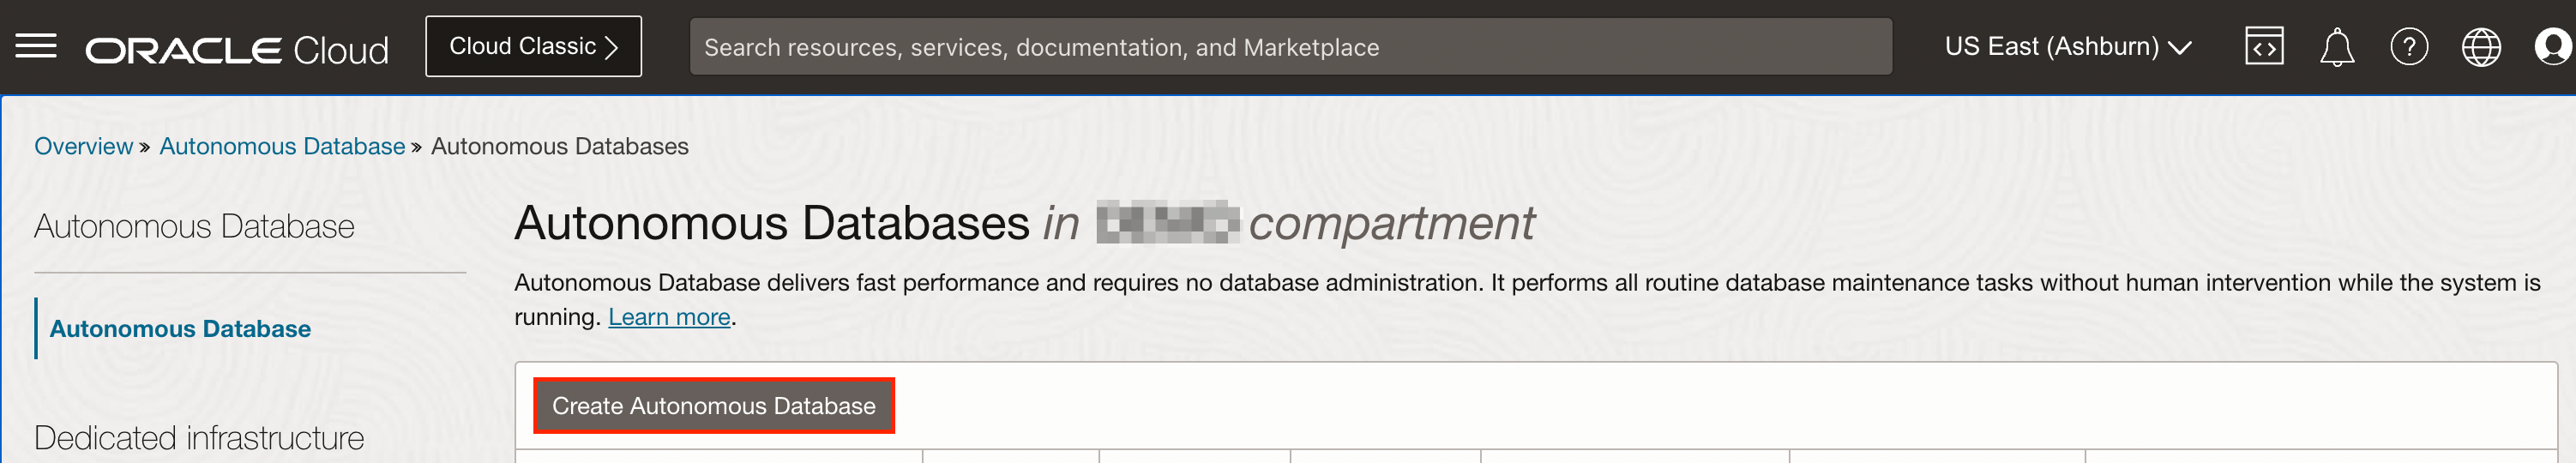 ORACLE Cloud
Cloud Classic
Search resources, services, documentation, and Marketplace
US East (Ashburn)
Overview » Autonomous Database » Autonomous Databases
Autonomous Database
Autonomous Databases in compartment
Autonomous Database delivers fast performance and requires no database administration. It performs all routine database maintenance tasks without human intervention while the system is
running. Learn more.
Autonomous Database
Create Autonomous Database
Dedicated infrastructure